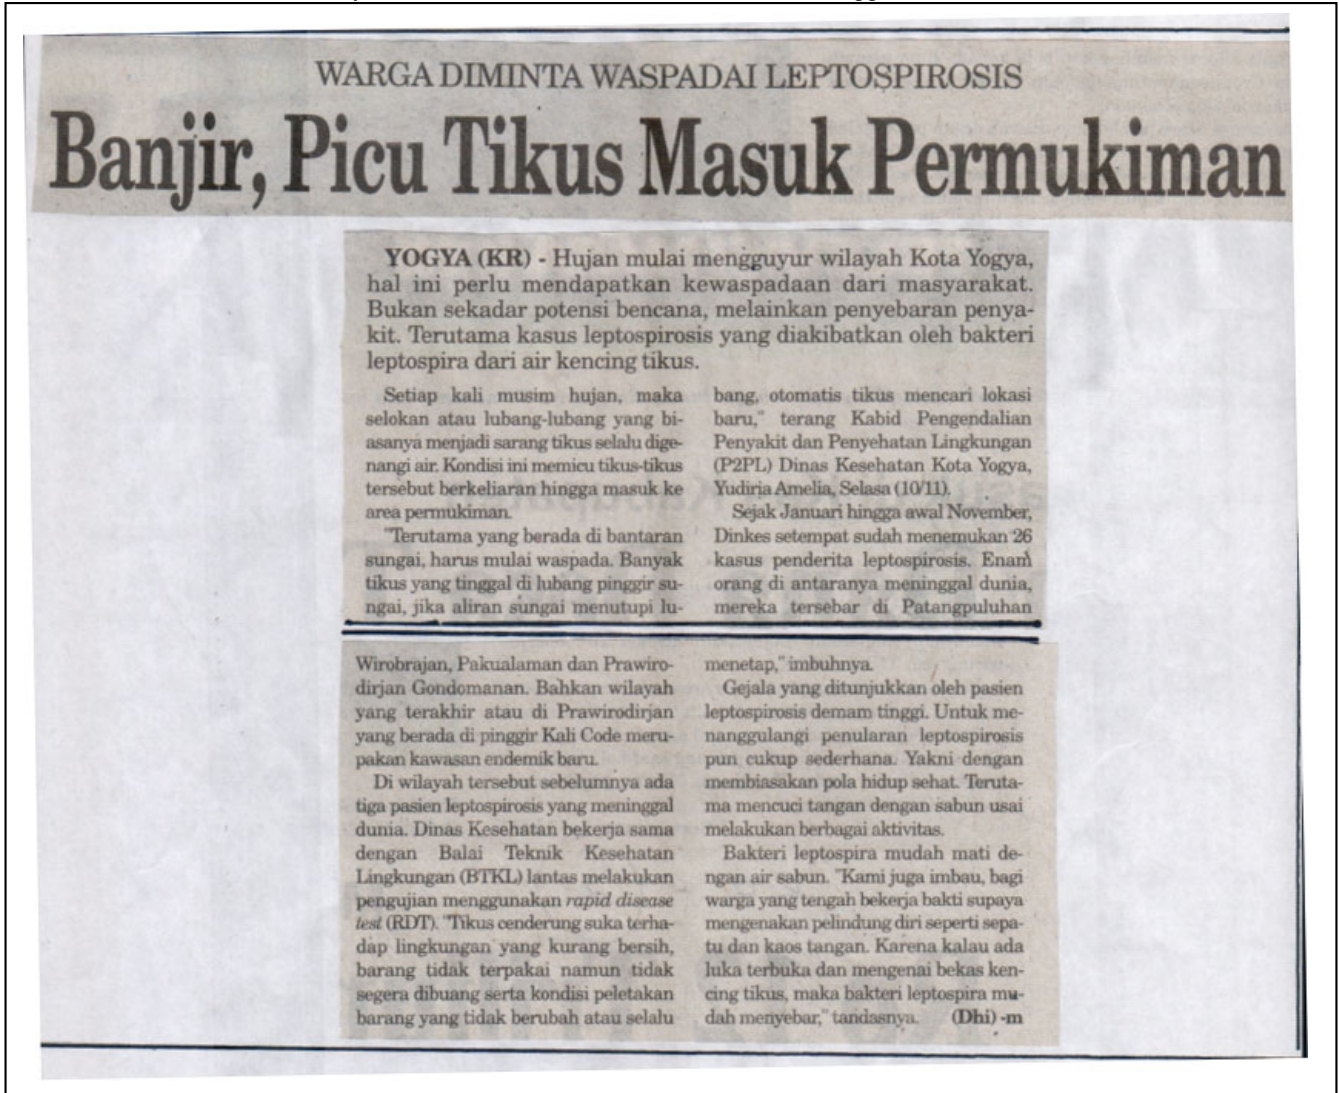 WARGA DIMINTA WASPADAI LEPTOSPIROSIS
Banjir, Picu Tikus Masuk Permukiman
YOGYA (KR) - Hujan mulai mengguyur wilayah Kota Yogya,
hal ini perlu mendapatkan kewaspadaan dari masyarakat.
Bukan sekadar potensi bencana, melainkan penyebaran penya-
kit. Terutama kasus leptospirosis yang diakibatkan oleh bakteri
leptospira dari air kencing tikus.
Setiap kali musim hujan, maka
selokan atau lubang-lubang yang bi-
asanya menjadi sarang tikus selalu dige-
nangi air. Kondisi ini memicu tikus-tikus
tersebut berkeliaran hingga masuk ke
area permukiman.
"Terutama yang berada di bantaran
sungai, harus mulai waspada. Banyak
tikus yang tinggal di lubang pinggir su-
ngai, jika aliran sungai menutupi lu-
bang, otomatis tikus mencari lokasi
baru," terang Kabid Pengendalian
Penyakit dan Penyehatan Lingkungan
(P2PL) Dinas Kesehatan Kota Yogya,
Yudiria Amelia, Selasa (10/11).
Sejak Januari hingga awal November,
Dinkes setempat sudah menemukan 26
kasus penderita leptospirosis. Enam
orang di antaranya meninggal dunia,
mereka tersebar di Patangpuluhan
Wirobrajan, Pakualaman dan Prawiro-
dirjan Gondomanan. Bahkan wilayah
yang terakhir atau di Prawirodirjan
yang berada di pinggir Kali Code meru-
pakan kawasan endemik baru.
Di wilayah tersebut sebelumnya ada
tiga pasien leptospirosis yang meninggal
dunia. Dinas Kesehatan bekerja sama
dengan Balai Teknik Kesehatan
Lingkungan (BTKL) lantas melakukan
pengujian menggunakan rapid disease
test (RDT). "Tikus cenderung suka terha-
dap lingkungan yang kurang bersih,
barang tidak terpakai namun tidak
segera dibuang serta kondisi peletakan
barang yang tidak berubah atau selalu
menetap," imbuhnya.
Gejala yang ditunjukkan oleh pasien
leptospirosis demam tinggi. Untuk me-
nanggulangi penularan leptospirosis
pun cukup sederhana. Yakni dengan
membiasakan pola hidup sehat. Teruta-
ma mencuci tangan dengan sabun usai
melakukan berbagai aktivitas.
Bakteri leptospira mudah mati de-
ngan air sabun. "Kami juga imbau, bagi
warga yang tengah bekerja bakti supaya
mengenakan pelindung diri seperti sepa-
tu dan kaos tangan. Karena kalau ada
luka terbuka dan mengenai bekas ken-
cing tikus, maka bakteri leptospira mu-
dah menyebar," tandasnya. (Dhi) -m